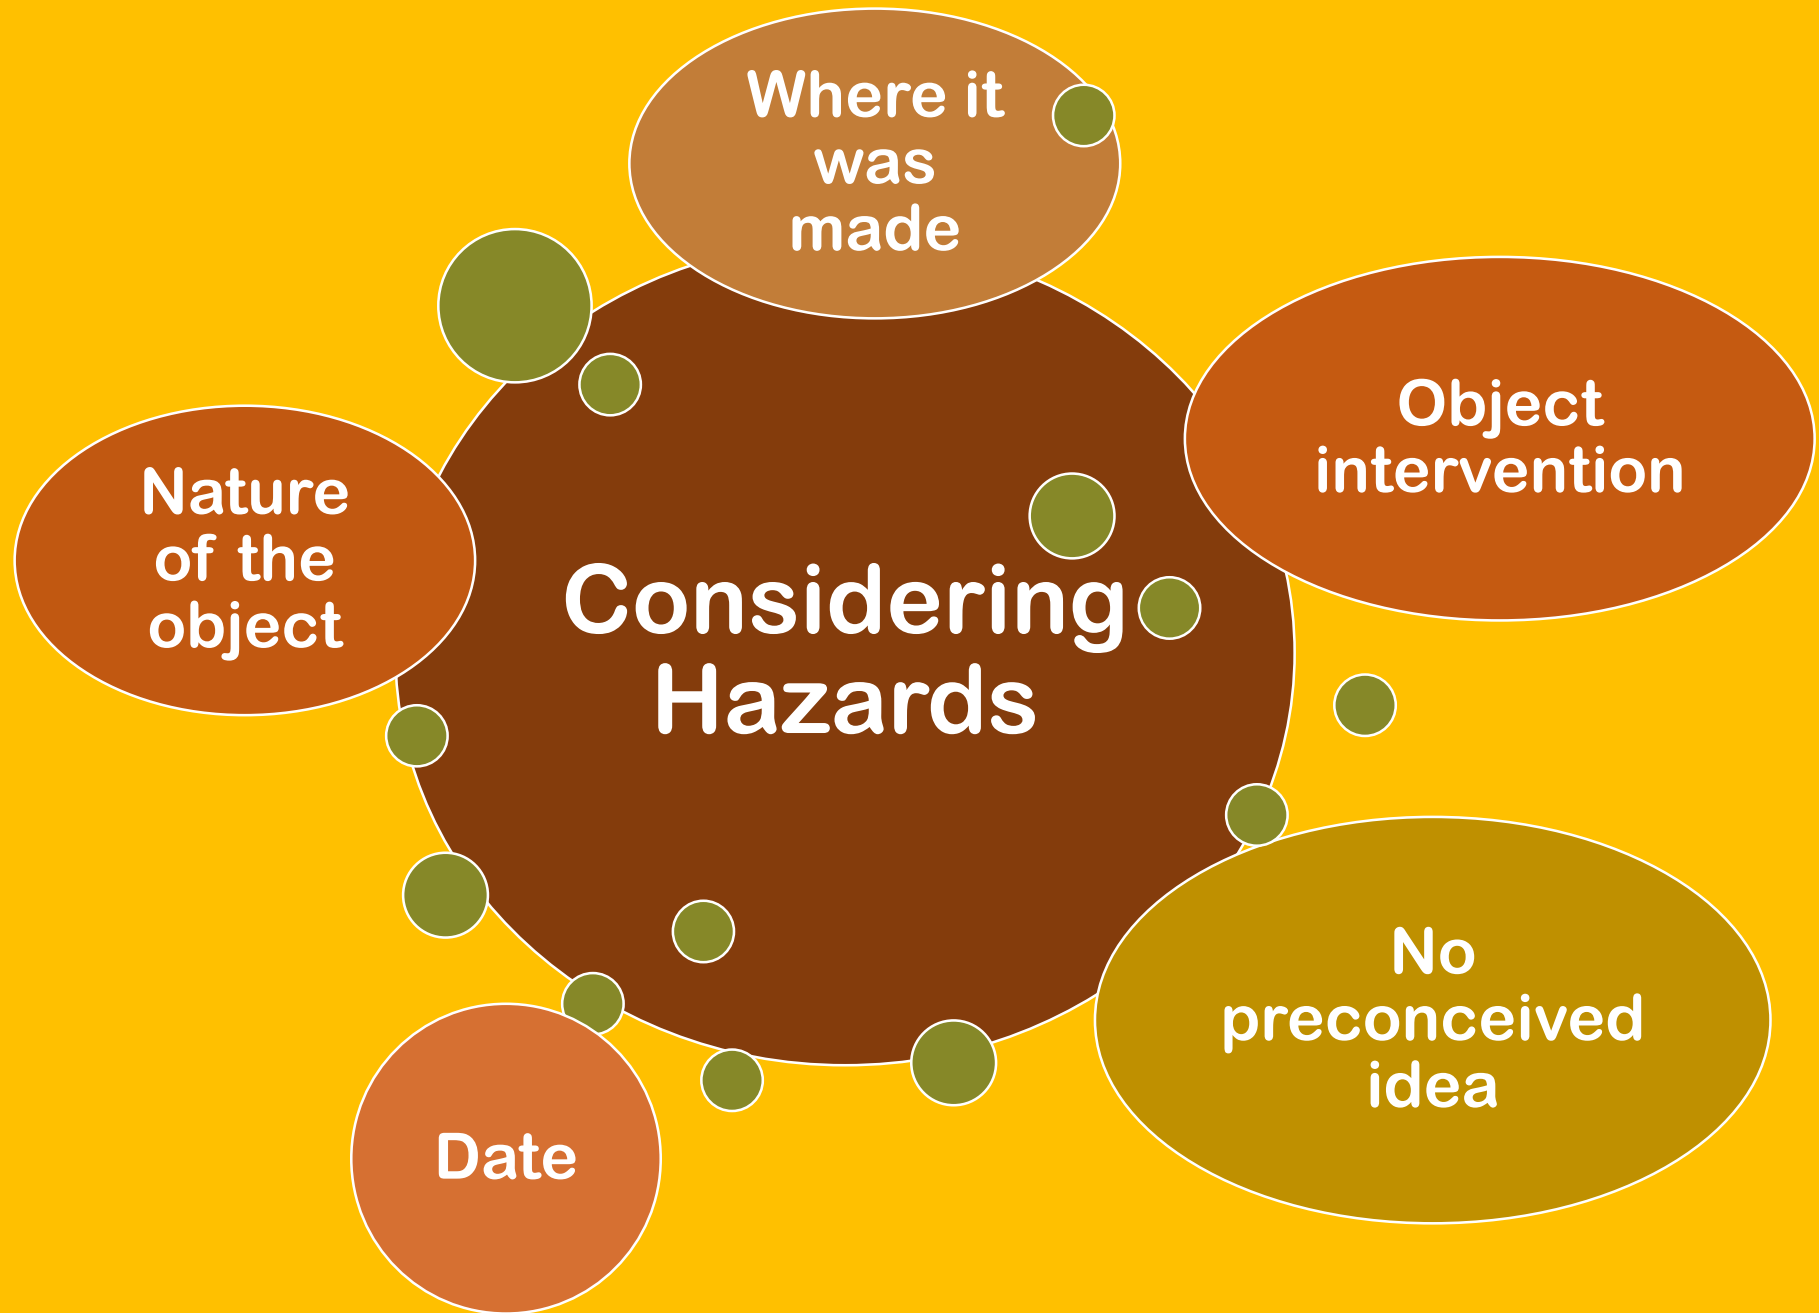 Where it
was
made
Object
intervention
Nature
of the
object
Considering
Hazards
No
preconceived
idea
Date